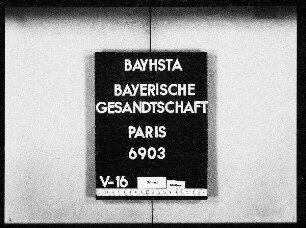 BAYHSTA
BAYERISCHE
GESANDTSCHAFT
PARIS
6903
V-16